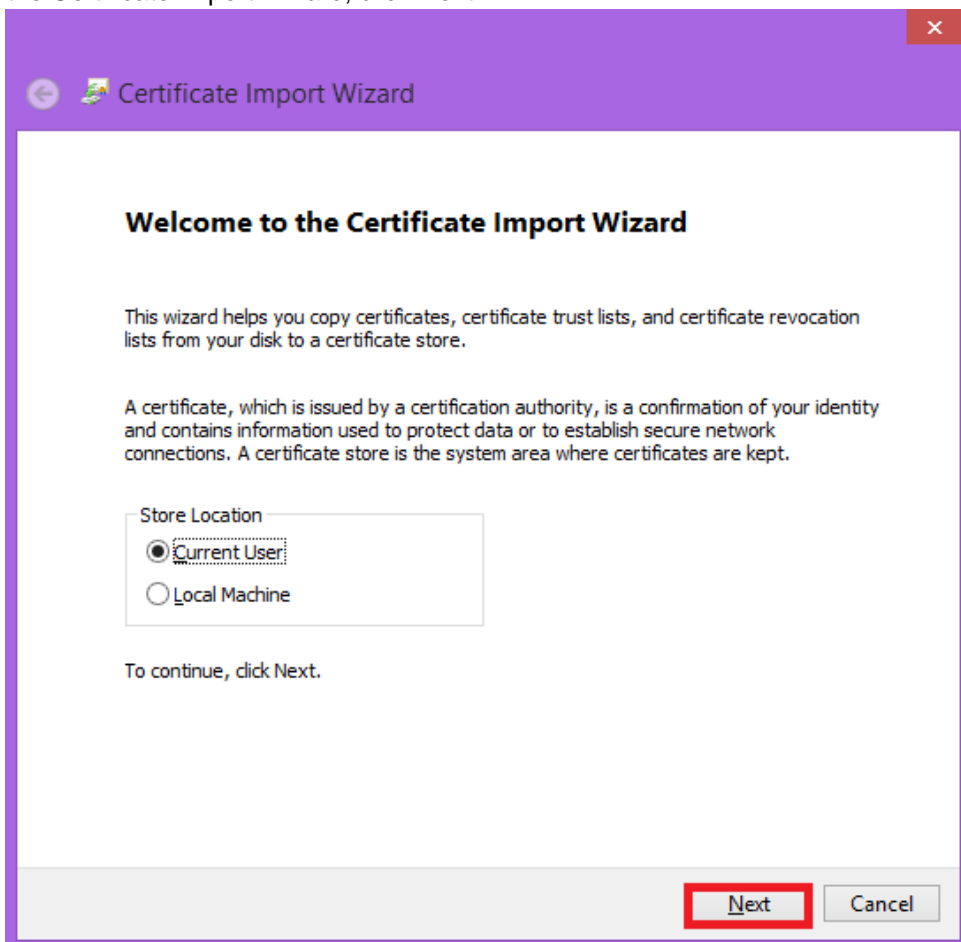 Certificate Import Wizard
Welcome to the Certificate Import Wizard
This wizard helps you copy certificates, certificate trust lists, and certificate revocation
lists from your disk to a certificate store.
A certificate, which is issued by a certification authority, is a confirmation of your identity
and contains information used to protect data or to establish secure network
connections. A certificate store is the system area where certificates are kept.
Store Location
Current User
Local Machine
To continue, click Next.
Next
Cancel